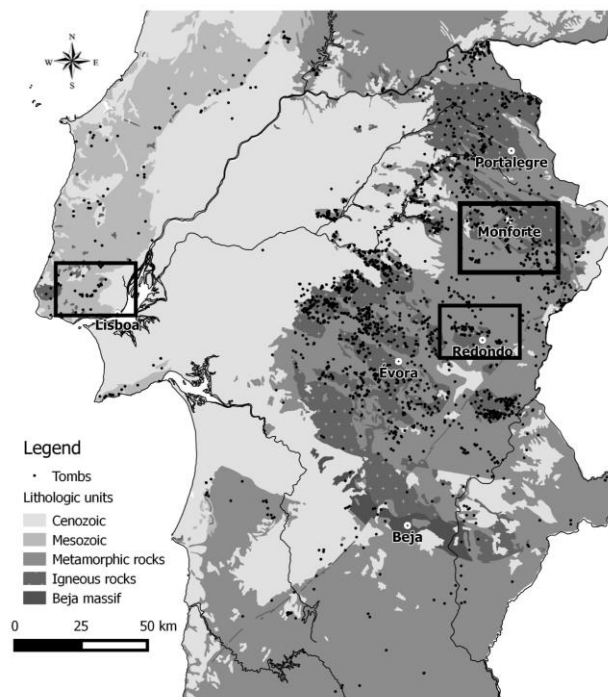 N
W E
S
Portalegre
Monforte
Lisboa
Redondo
Évora
Beja
Legend
Tombs
Lithologic units
Cenozoic
Mesozoic
Metamorphic rocks
Igneous rocks
Beja massif
0 25 50 km